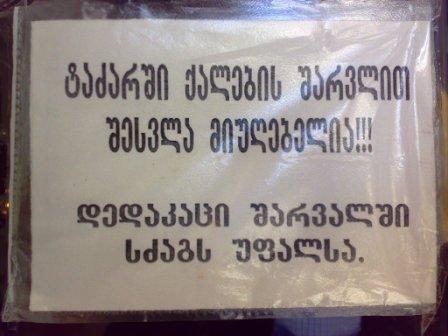 ტაძარში ქალების შარვლით
შესვლა მიუღებელია!!!
დედაკაცი შარვალში
სძაგს უფალსა.